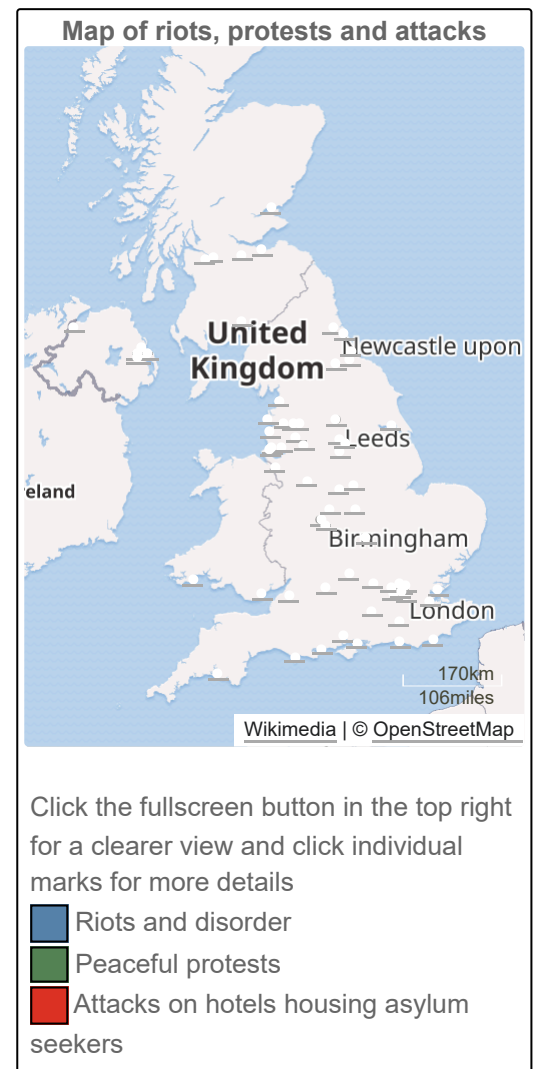 Map of riots, protests and attacks
United
Kingdom
Newcastle upon
Leeds
eland
Birmingham
London
170km
106miles
Wikimedia | © OpenStreetMap
Click the fullscreen button in the top right
for a clearer view and click individual
marks for more details
Riots and disorder
Peaceful protests
Attacks on hotels housing asylum
seekers